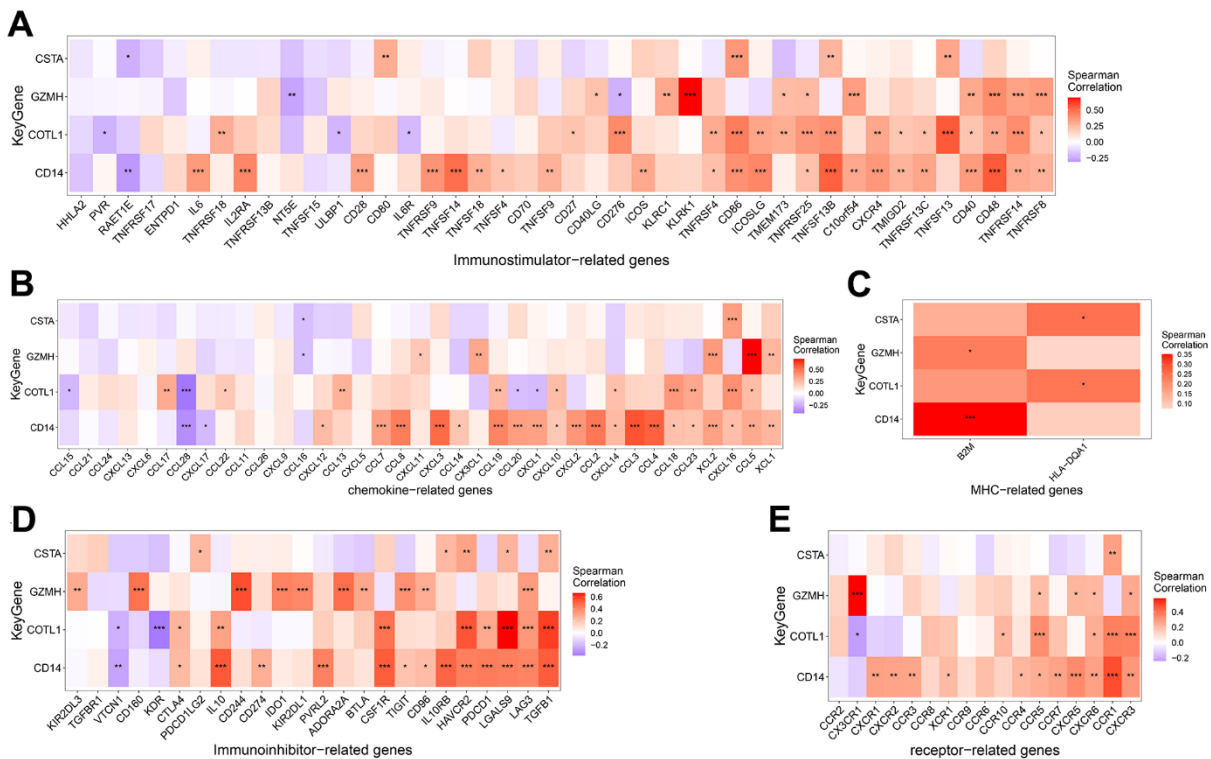 A
KeyGene
CSTA
GZMH
COTL1
CD14
* ** *** ** **
** * * ** *** * * *** ** *** *** ***
* ** * * * *** ** *** ** ** *** *** ** * * *** * ** *** *
** *** *** *** *** *** ** * ** ** * *** *** * *** ** *** ** ** *** *** ** **
HHLA2 PVR RAET1E TNFRSF17 ENTPD1 IL6 TNFRSF18 IL2RA TNFRSF13B NT5E TNFSF15 ULBP1 CD28 CD80 IL6R TNFRSF9 TNFSF14 TNFSF18 TNFSF4 CD70 TNFSF9 CD27 CD40LG CD276 ICOS KLRC1 KLRK1 TNFRSF4 CD86 ICOSLG TMEM173 TNFRSF25 TNFSF13B C10orf54 CXCR4 TMIGD2 TNFRSF13C TNFSF13 CD40 CD48 TNFRSF14 TNFRSF8
Immunostimulator-related genes
Spearman
Correlation
0.50
0.25
0.00
-0.25
B
KeyGene
CSTA
GZMH
COTL1
CD14
* ***
* * ** *** *** **
* ** *** * ** ** * * * * ** ** *** *
*** * * *** *** *** * *** *** *** * *** *** ** *** *** * * *** * ** **
CCL15 CCL21 CCL24 CXCL13 CXCL6 CCL17 CCL28 CXCL17 CCL22 CCL11 CCL26 CXCL9 CCL16 CXCL12 CCL13 CXCL5 CCL7 CCL8 CXCL11 CXCL3 CCL14 CX3CL1 CCL19 CCL20 CXCL1 CXCL10 CXCL2 CCL2 CXCL14 CCL3 CCL4 CCL18 CCL23 XCL2 CXCL16 CCL5 XCL1
chemokine-related genes
Spearman
Correlation
0.50
0.25
0.00
-0.25
C
KeyGene
CSTA
GZMH
COTL1
CD14
*
*
*
***
B2M HLA-DQA1
MHC-related genes
Spearman
Correlation
0.35
0.30
0.25
0.20
0.15
0.10
D
KeyGene
CSTA
GZMH
COTL1
CD14
* * ** * **
** *** *** *** *** *** ** *** ** ***
* *** * ** *** *** ** *** *** ***
** * *** ** *** *** * * *** *** *** *** *** ***
KIR2DL3 TGFBR1 VTCN1 CD160 KDR CTLA4 PDCD1LG2 IL10 CD244 CD274 IDO1 KIR2DL1 PVRL2 ADORA2A BTLA CSF1R TIGIT CD96 IL10RB HAVCR2 PDCD1 LGALS9 LAG3 TGFB1
Immunoinhibitor-related genes
Spearman
Correlation
0.6
0.4
0.2
0.0
-0.2
E
KeyGene
CSTA
GZMH
COTL1
CD14
**
*** * * * *
* * *** * *** ***
** ** ** * * * ** *** ** *** ***
CCR2 CX3CR1 CXCR1 CXCR2 CCR3 CCR8 XCR1 CCR9 CCR6 CCR10 CCR4 CCR5 CCR7 CXCR5 CXCR6 CCR1 CXCR3
receptor-related genes
Spearman
Correlation
0.4
0.2
0.0
-0.2